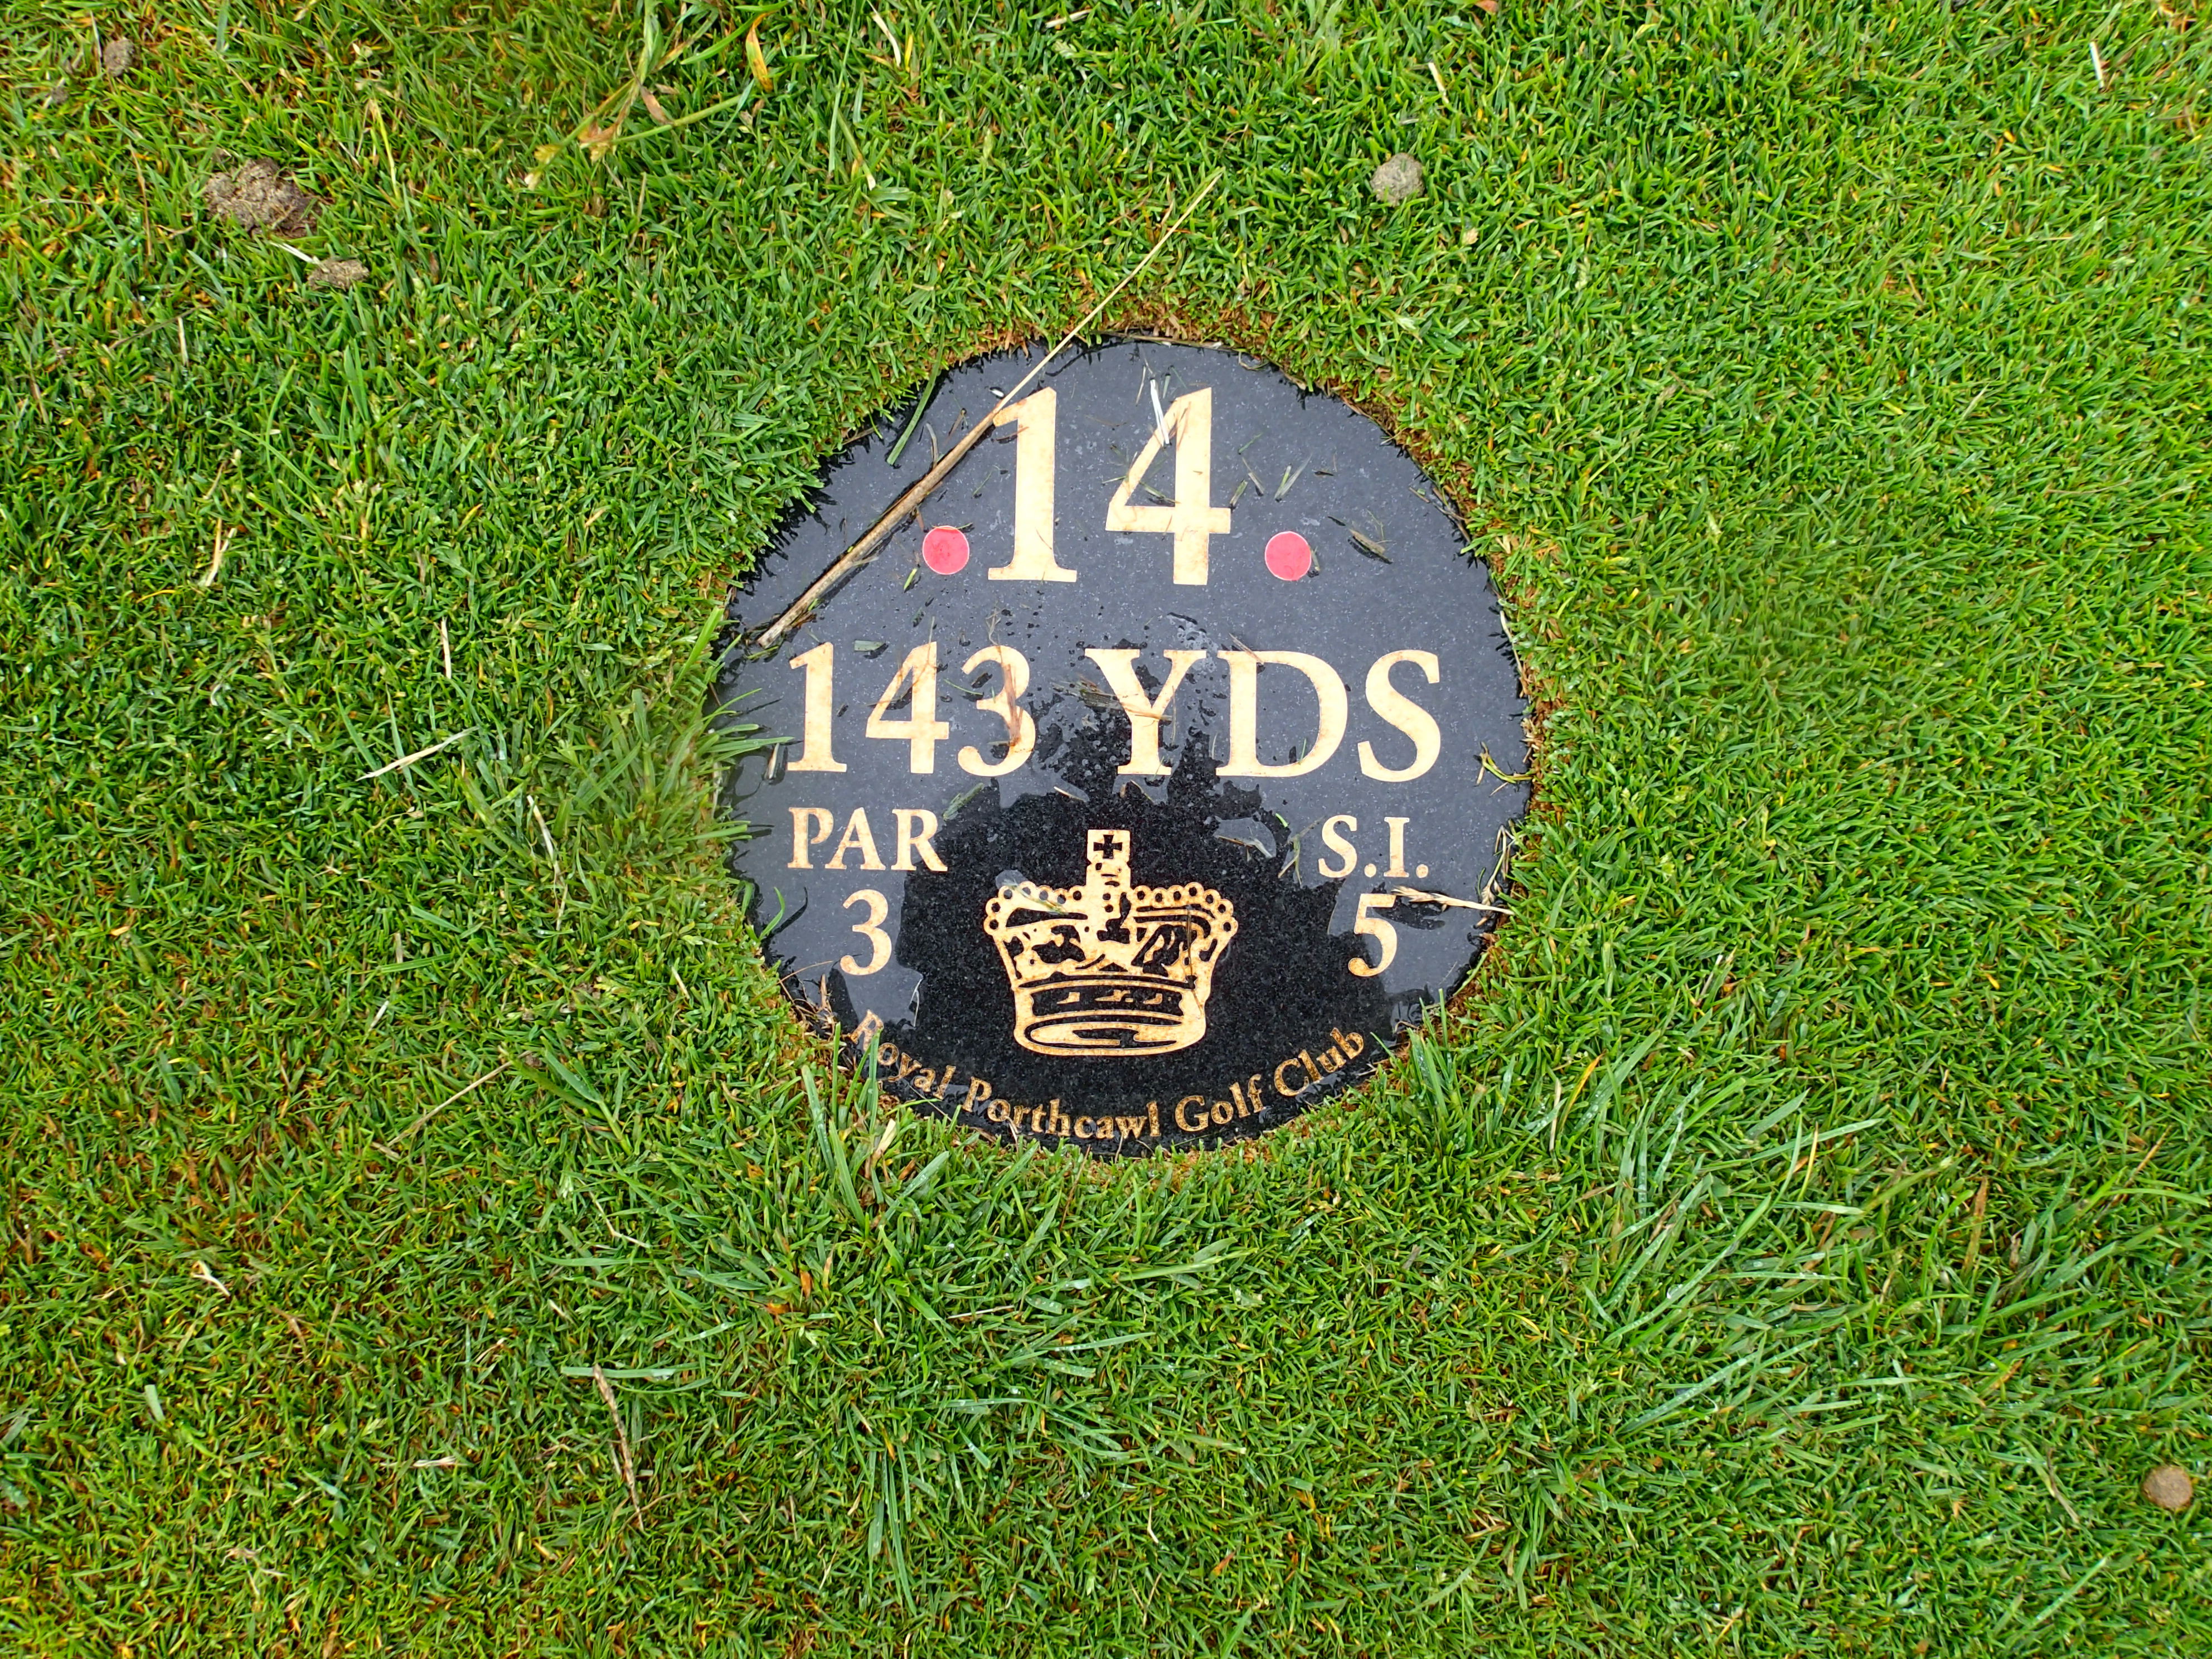 .14.
143 YDS
PAR S.I.
3 5
Royal Porthcawl Golf Club